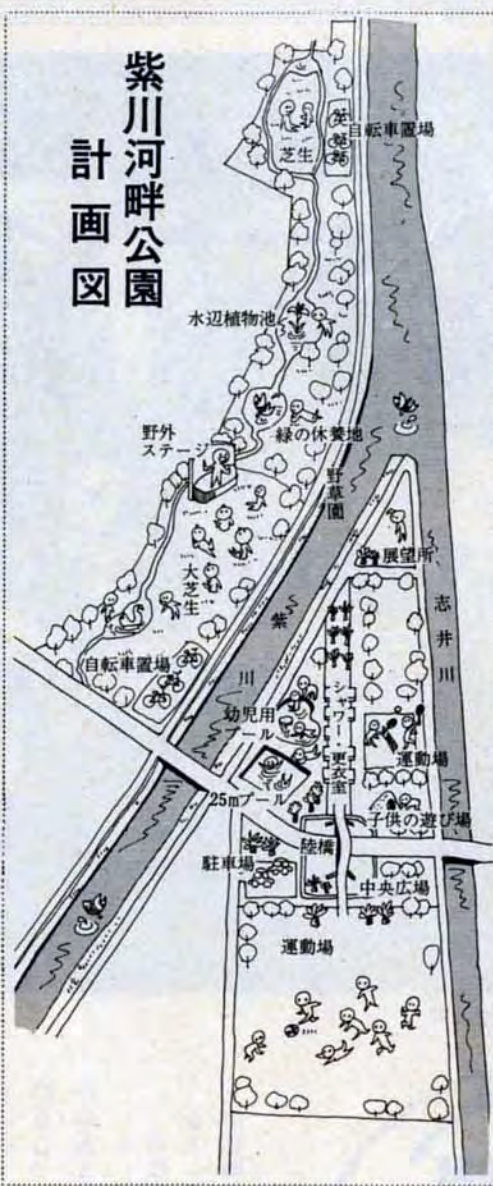 紫川河畔公園
計画図
芝生
自転車置場
水辺植物池
緑の休養地
野外
ステージ
野草園
展望所
大芝生
志井川
紫川
自転車置場
幼児用
プール
シャワー・更衣室
運動場
25mプール
子供の遊び場
陸橋
駐車場
中央広場
運動場